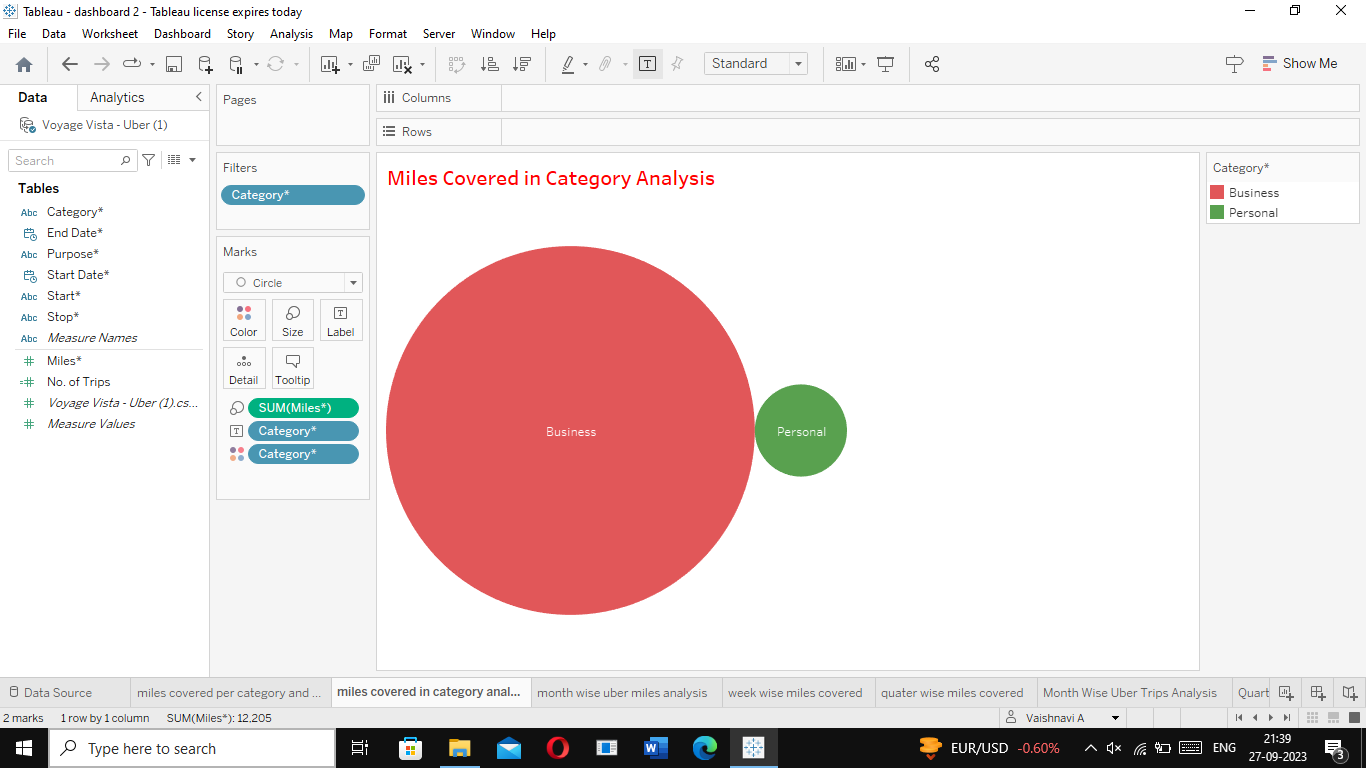 Tableau - dashboard 2 - Tableau license expires today
File Data Worksheet Dashboard Story Analysis Map Format Server Window Help
Standard
Show Me
Data Analytics
Voyage Vista - Uber (1)
Search
Tables
Abc Category*
End Date*
Abc Purpose*
Start Date*
Abc Start*
Abc Stop*
Abc Measure Names
Miles*
No. of Trips
Voyage Vista - Uber (1).cs...
Measure Values
Pages
Filters
Category*
Marks
Circle
Color Size Label
Detail Tooltip
SUM(Miles*)
Category*
Category*
Columns
Rows
Miles Covered in Category Analysis
Business
Personal
Category*
Business
Personal
Data Source miles covered per category and ... miles covered in category anal... month wise uber miles analysis week wise miles covered quater wise miles covered Month Wise Uber Trips Analysis Quart
2 marks 1 row by 1 column SUM(Miles*): 12,205 Vaishnavi A
Type here to search
EUR/USD -0.60%
ENG
21:39
27-09-2023
3